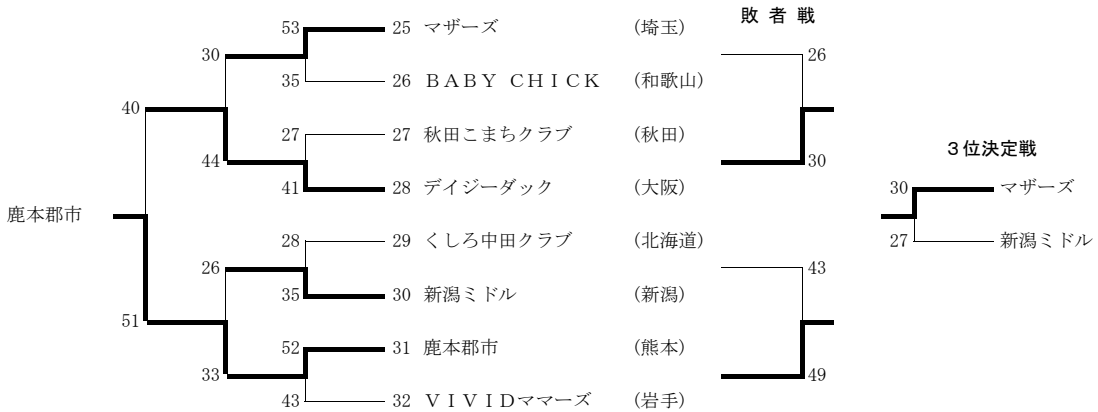 敗者戦
53 25 マザーズ (埼玉)
30 26
35 26 ＢＡＢＹ ＣＨＩＣＫ (和歌山)
40
27 27 秋田こまちクラブ (秋田)
3位決定戦
44 30
41 28 デイジーダック (大阪)
30 マザーズ
鹿本郡市
28 29 くしろ中田クラブ (北海道)
27 新潟ミドル
26 43
35 30 新潟ミドル (新潟)
51
52 31 鹿本郡市 (熊本)
33 49
43 32 ＶＩＶＩＤママーズ (岩手)